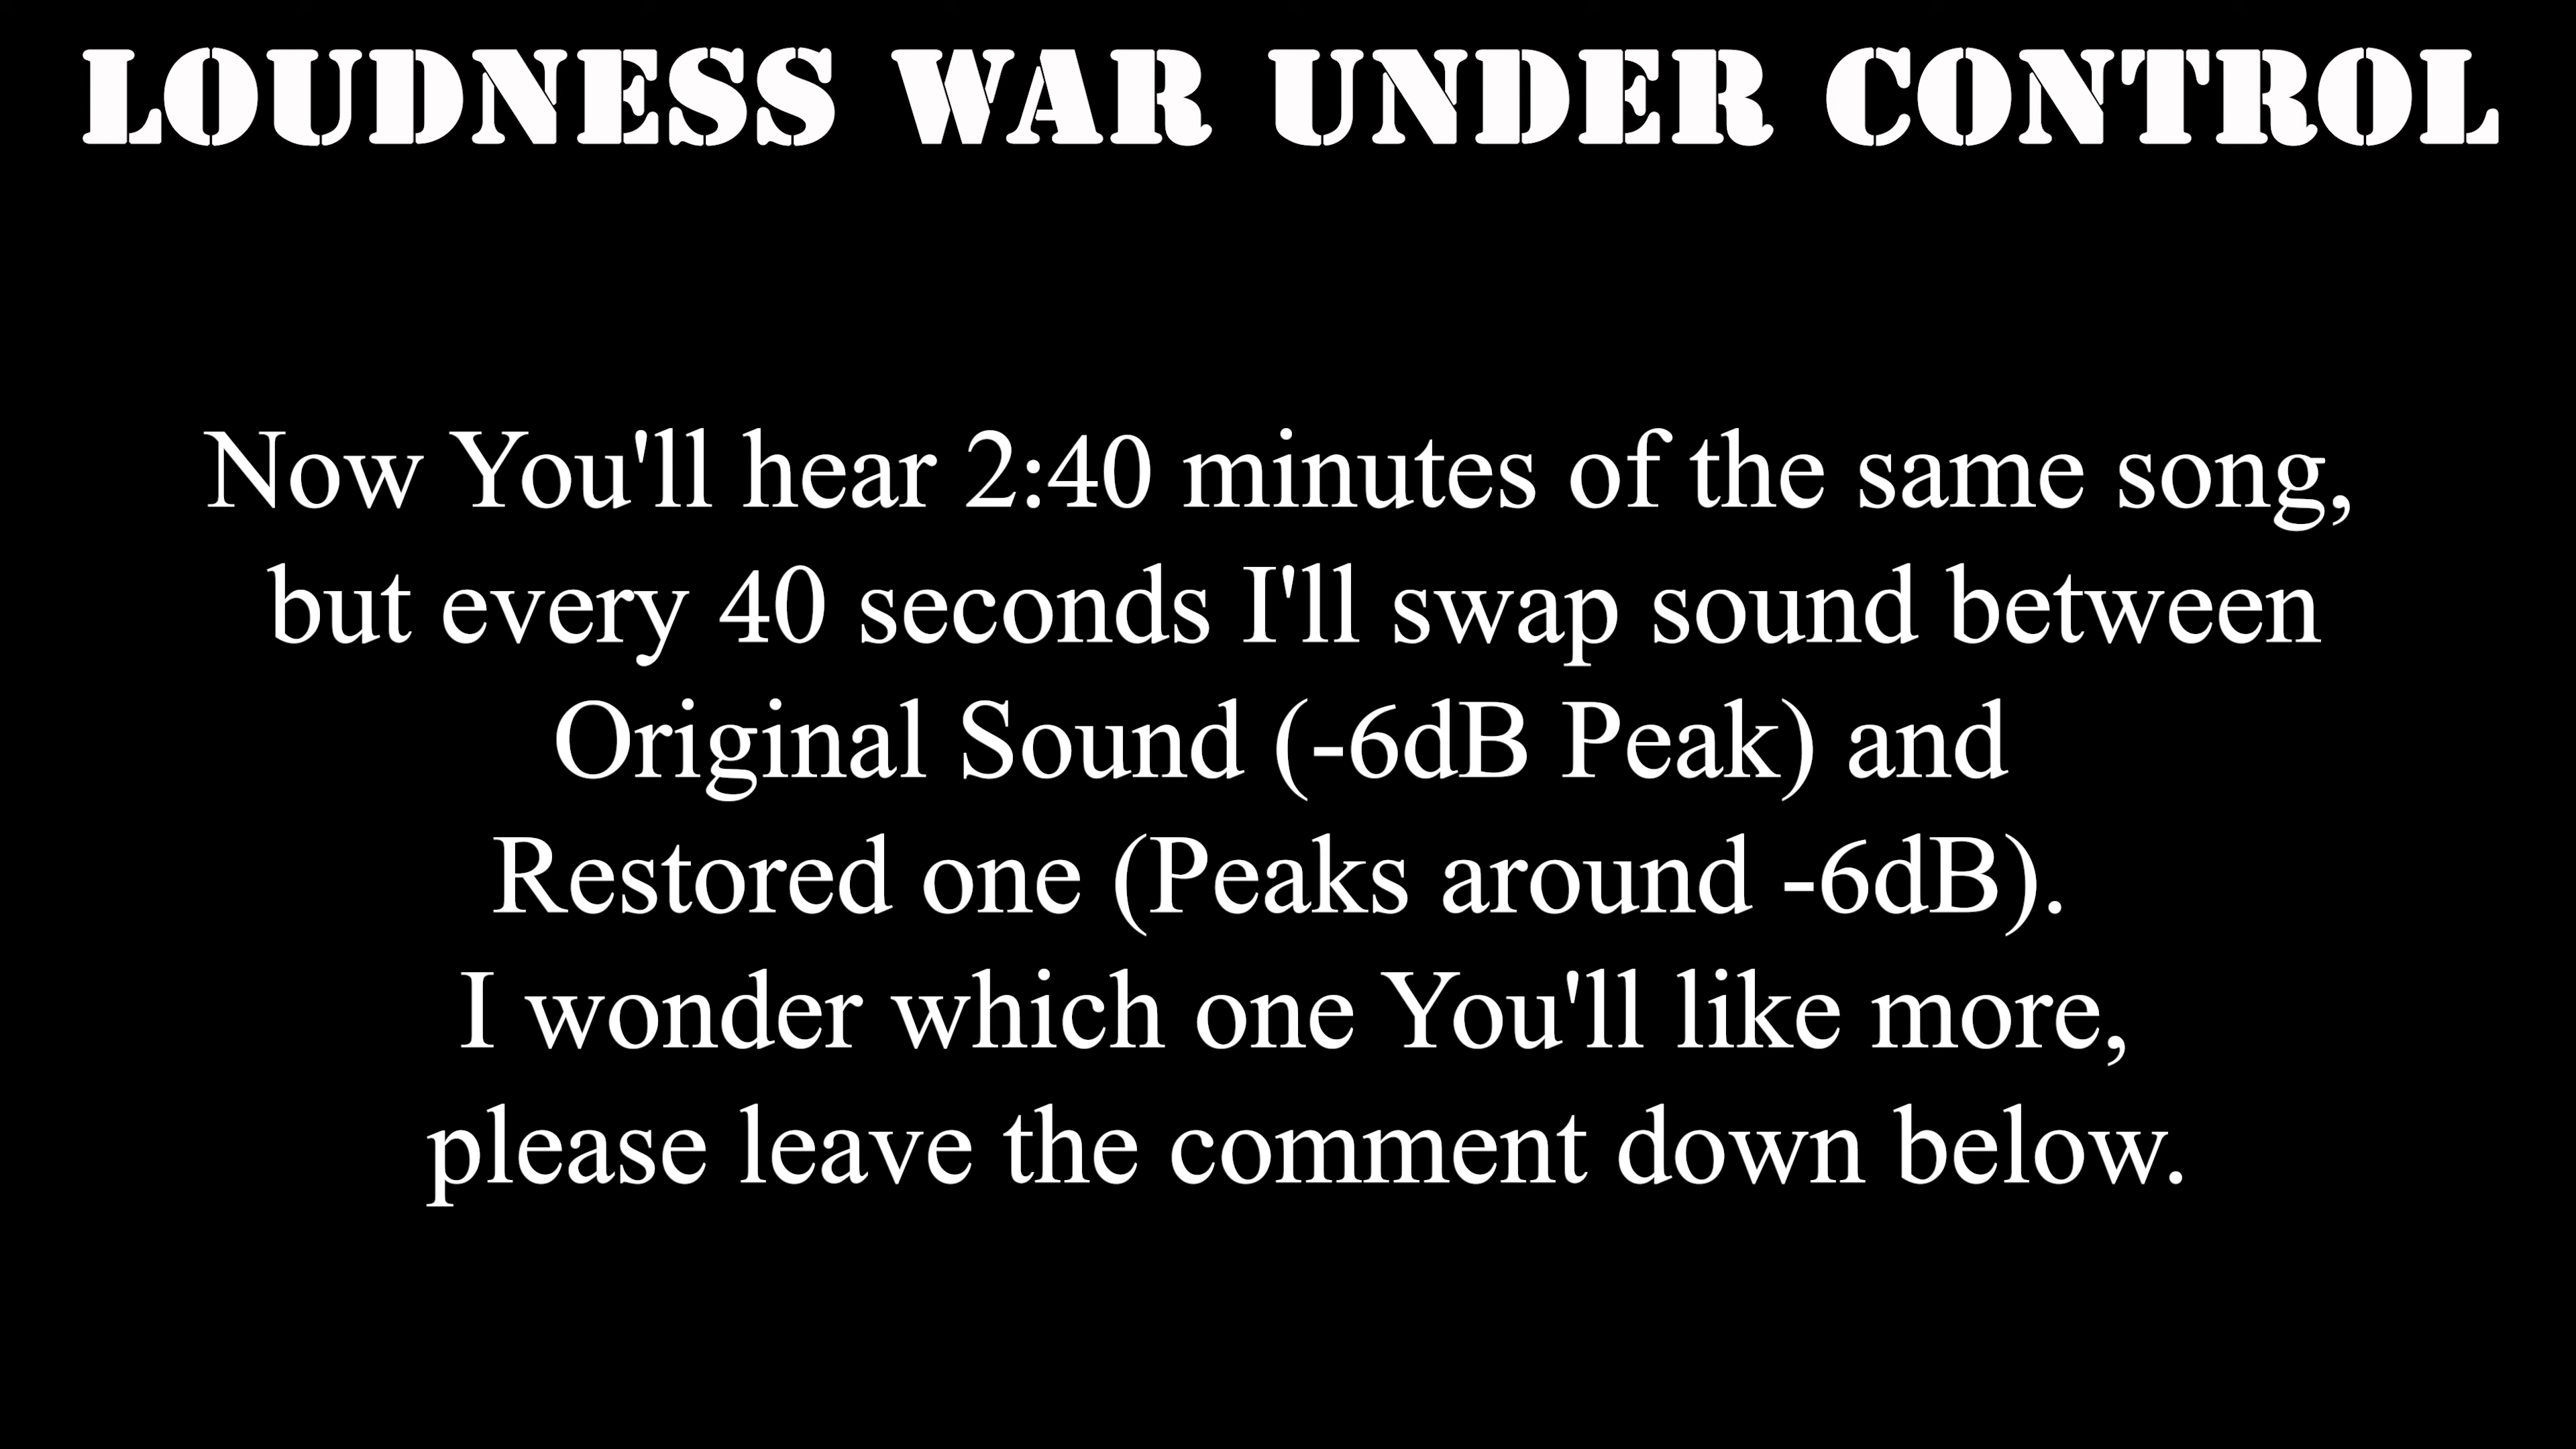 LOUDNESS WAR UNDER CONTROL
Now You'll hear 2:40 minutes of the same song,
but every 40 seconds I'll swap sound between
Original Sound (-6dB Peak) and
Restored one (Peaks around -6dB).
I wonder which one You'll like more,
please leave the comment down below.